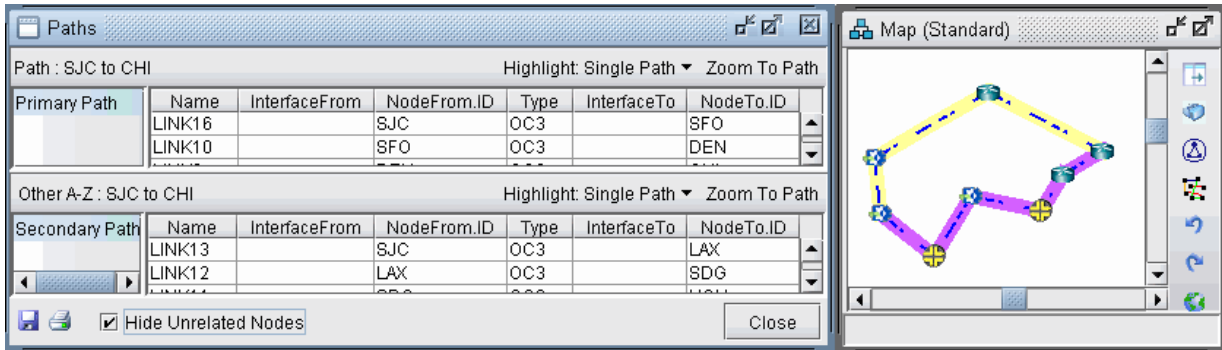 Paths
Path : SJC to CHI Highlight: Single Path Zoom To Path
Primary Path
Name InterfaceFrom NodeFrom.ID Type InterfaceTo NodeTo.ID
LINK16 SJC OC3 SFO
LINK10 SFO OC3 DEN
Other A-Z : SJC to CHI Highlight: Single Path Zoom To Path
Secondary Path
Name InterfaceFrom NodeFrom.ID Type InterfaceTo NodeTo.ID
LINK13 SJC OC3 LAX
LINK12 LAX OC3 SDG
Hide Unrelated Nodes Close
Map (Standard)